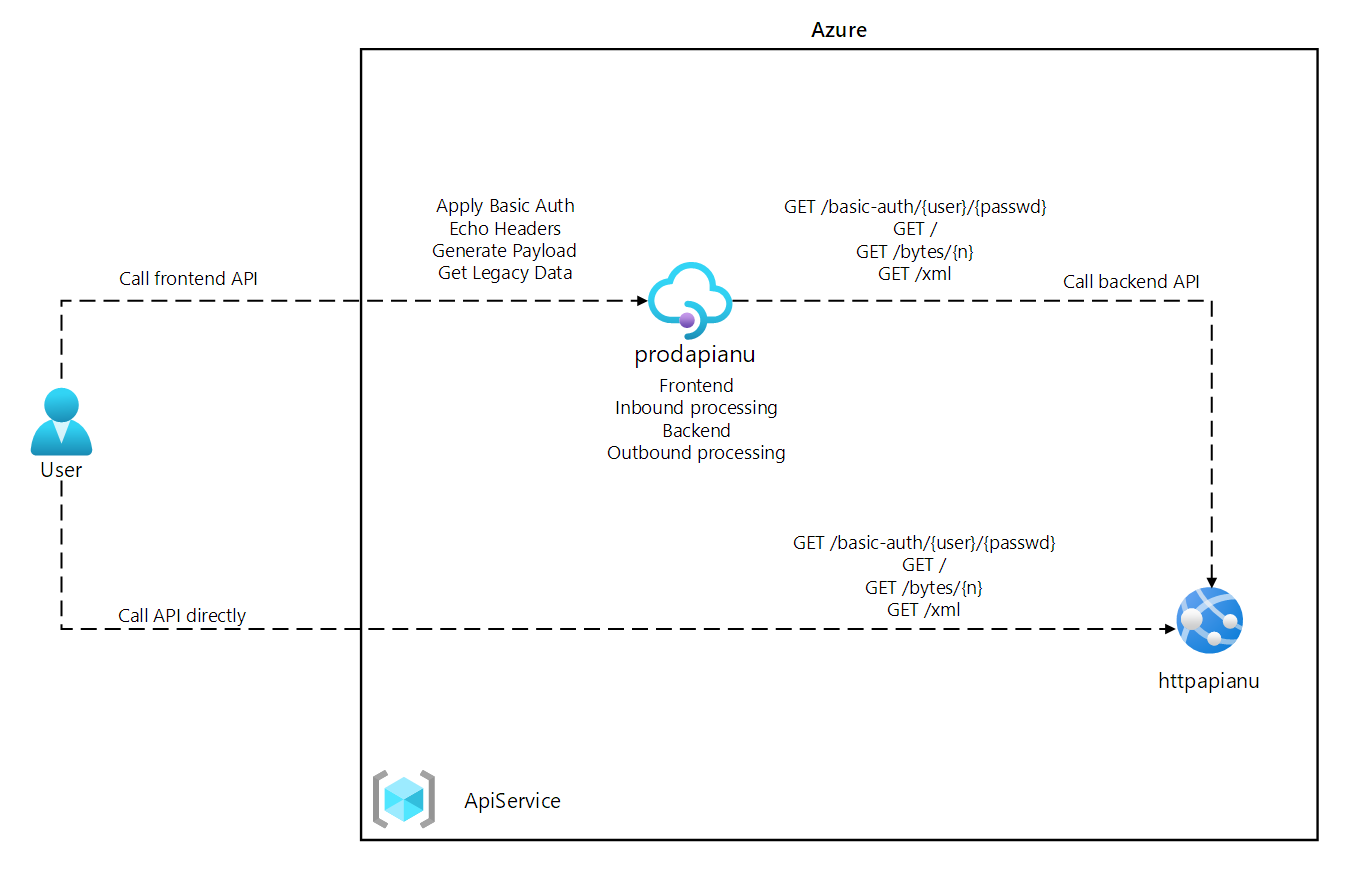 Azure
Apply Basic Auth
Echo Headers
Generate Payload
Get Legacy Data
GET /basic-auth/{user}/{passwd}
GET /
GET /bytes/{n}
GET /xml
Call frontend API
Call backend API
prodapianu
Frontend
Inbound processing
Backend
Outbound processing
User
GET /basic-auth/{user}/{passwd}
GET /
GET /bytes/{n}
GET /xml
Call API directly
httpapianu
ApiService